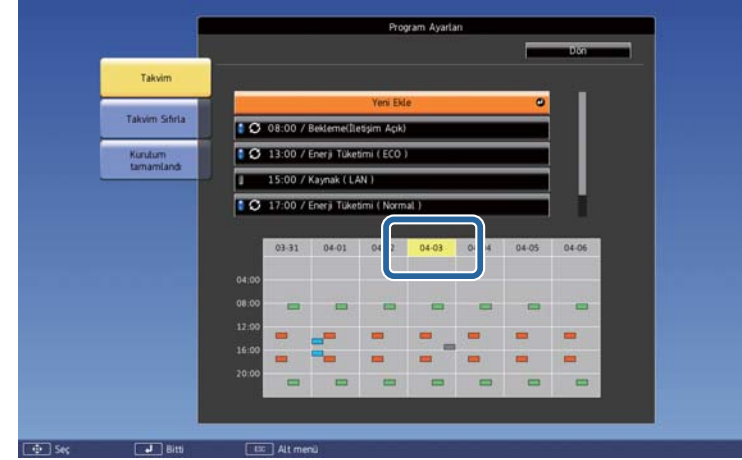 Program Ayarları
Dön
Takvim
Takvim Sıfırla
Kurulum
tamamlandı
Yeni Ekle
08:00 / Bekleme(İletişim Açık)
13:00 / Enerji Tüketimi ( ECO )
15:00 / Kaynak ( LAN )
17:00 / Enerji Tüketimi ( Normal )
03-31 04-01 04-03 04-05 04-06
04:00
08:00
12:00
16:00
20:00
Seç Bitti ESC Alt menü